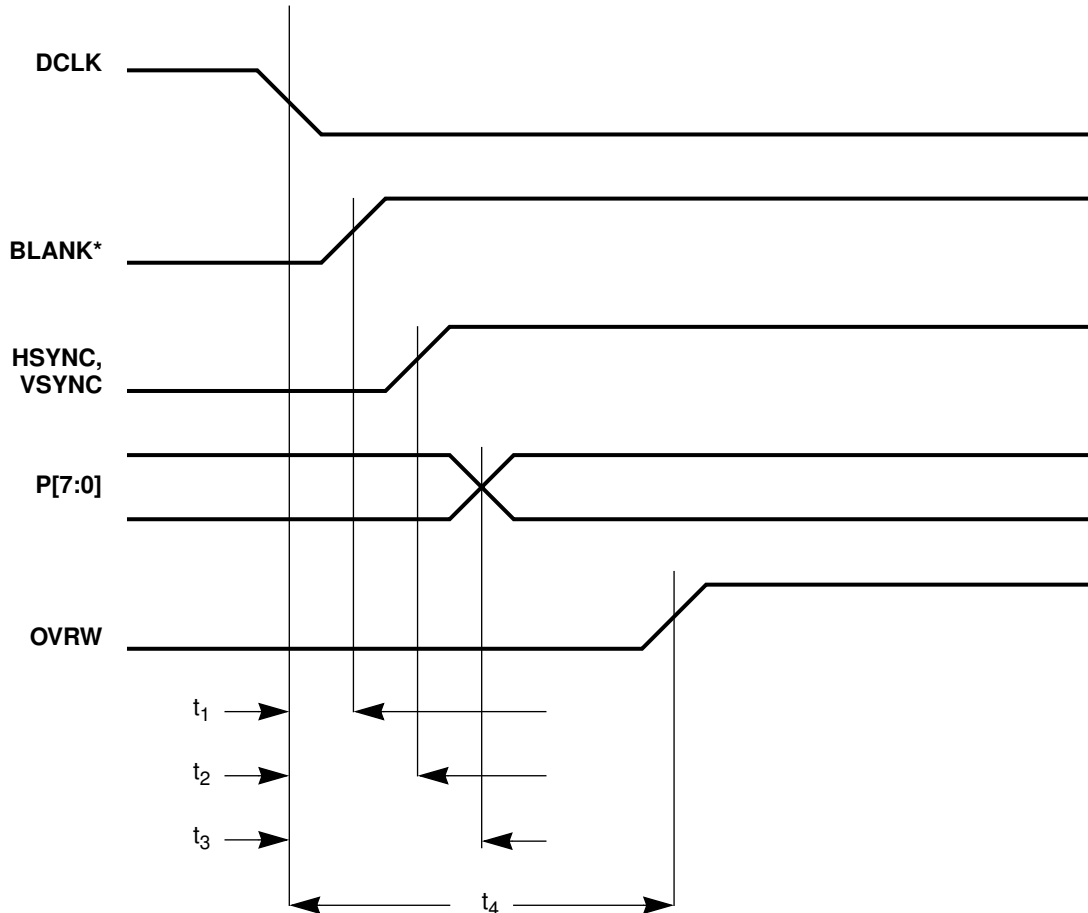 DCLK
BLANK*
HSYNC,
VSYNC
P[7:0]
OVRW
t1
t2
t3
t4